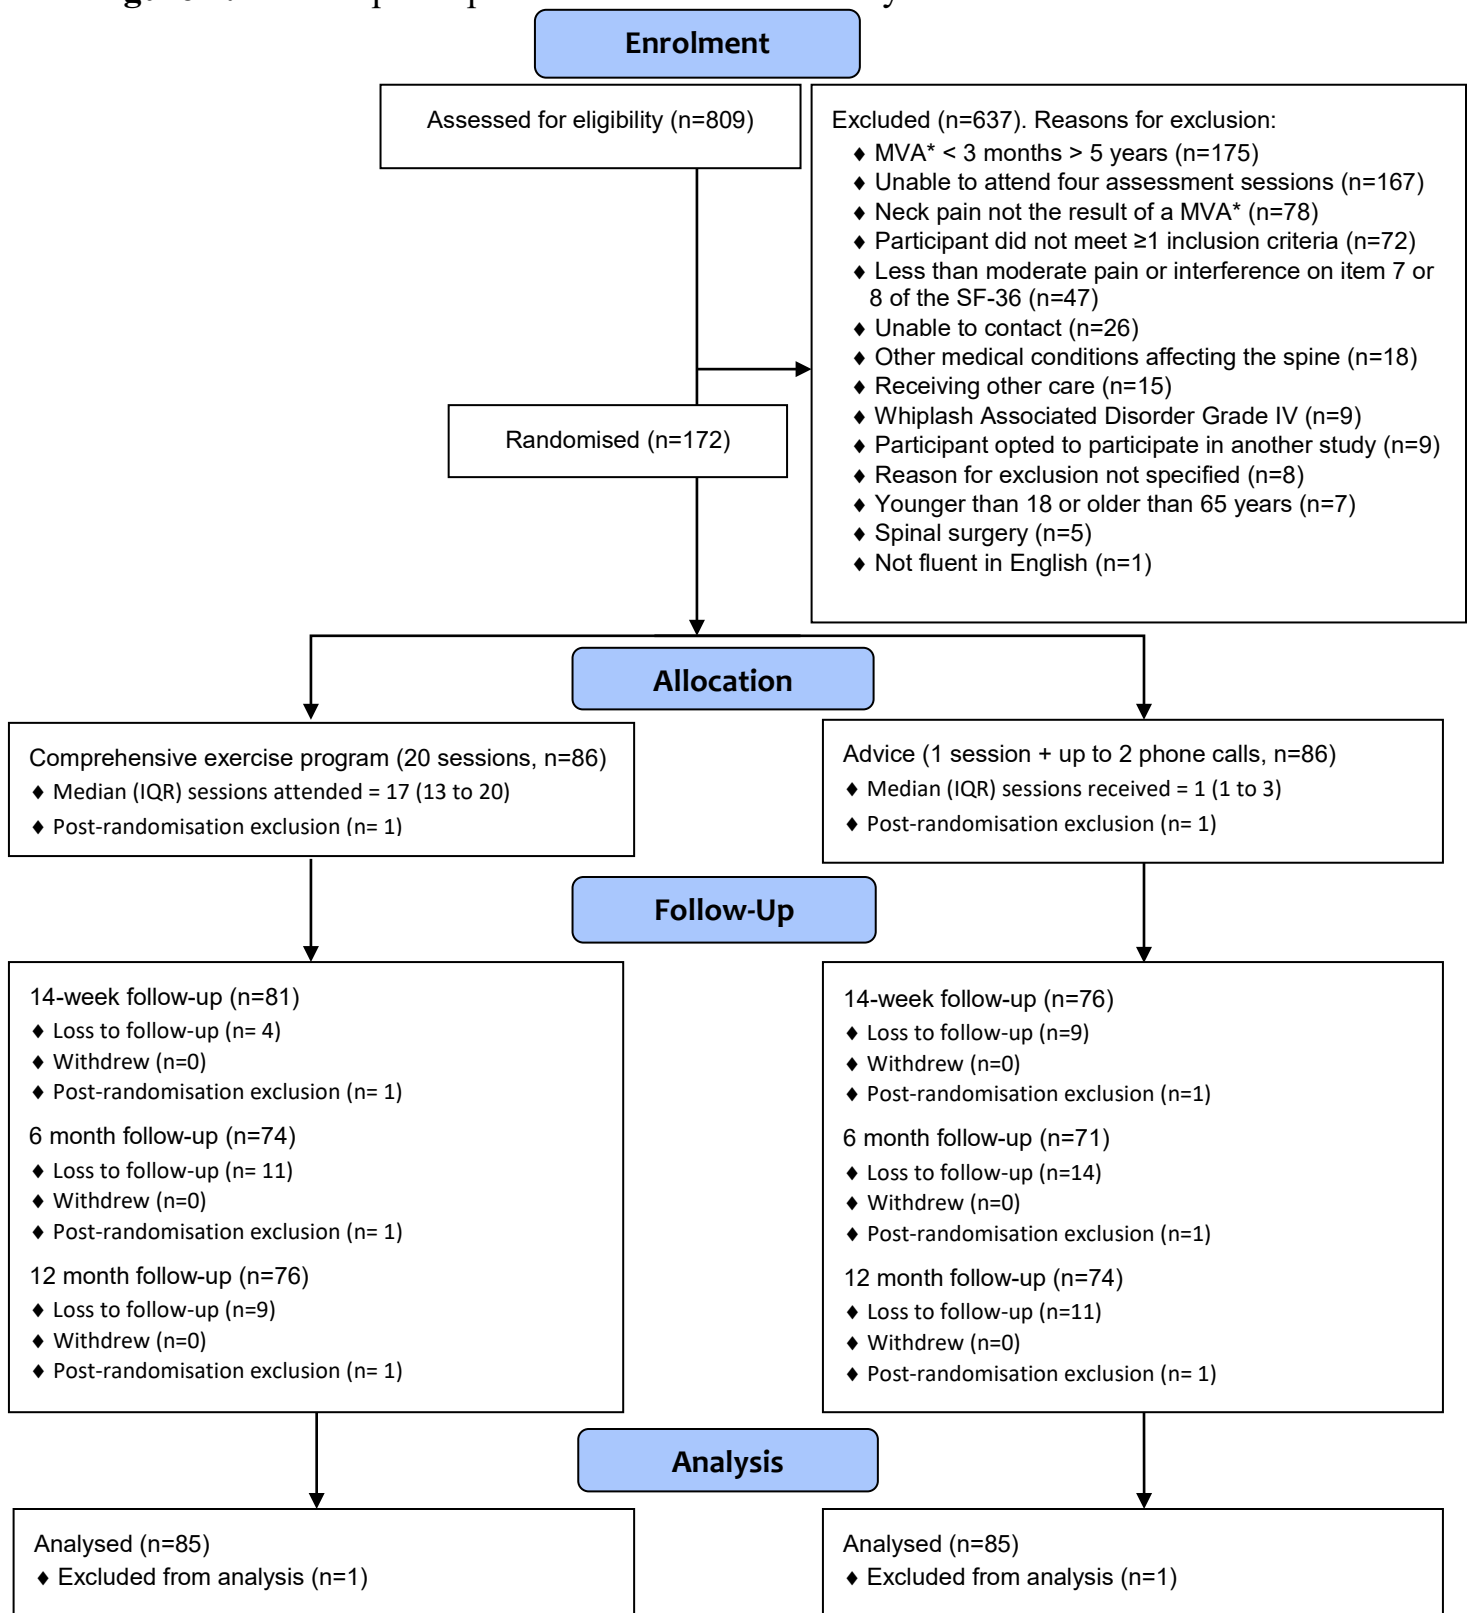 Enrolment
Assessed for eligibility (n=809)
Excluded (n=637). Reasons for exclusion:
♦ MVA* < 3 months > 5 years (n=175)
♦ Unable to attend four assessment sessions (n=167)
♦ Neck pain not the result of a MVA* (n=78)
♦ Participant did not meet ≥1 inclusion criteria (n=72)
♦ Less than moderate pain or interference on item 7 or
8 of the SF-36 (n=47)
♦ Unable to contact (n=26)
♦ Other medical conditions affecting the spine (n=18)
♦ Receiving other care (n=15)
♦ Whiplash Associated Disorder Grade IV (n=9)
♦ Participant opted to participate in another study (n=9)
♦ Reason for exclusion not specified (n=8)
♦ Younger than 18 or older than 65 years (n=7)
♦ Spinal surgery (n=5)
♦ Not fluent in English (n=1)
Randomised (n=172)
Allocation
Comprehensive exercise program (20 sessions, n=86)
♦ Median (IQR) sessions attended = 17 (13 to 20)
♦ Post-randomisation exclusion (n= 1)
Advice (1 session + up to 2 phone calls, n=86)
♦ Median (IQR) sessions received = 1 (1 to 3)
♦ Post-randomisation exclusion (n= 1)
Follow-Up
14-week follow-up (n=81)
♦ Loss to follow-up (n= 4)
♦ Withdrew (n=0)
♦ Post-randomisation exclusion (n= 1)
6 month follow-up (n=74)
♦ Loss to follow-up (n= 11)
♦ Withdrew (n=0)
♦ Post-randomisation exclusion (n= 1)
12 month follow-up (n=76)
♦ Loss to follow-up (n=9)
♦ Withdrew (n=0)
♦ Post-randomisation exclusion (n= 1)
14-week follow-up (n=76)
♦ Loss to follow-up (n=9)
♦ Withdrew (n=0)
♦ Post-randomisation exclusion (n=1)
6 month follow-up (n=71)
♦ Loss to follow-up (n=14)
♦ Withdrew (n=0)
♦ Post-randomisation exclusion (n=1)
12 month follow-up (n=74)
♦ Loss to follow-up (n=11)
♦ Withdrew (n=0)
♦ Post-randomisation exclusion (n= 1)
Analysis
Analysed (n=85)
♦ Excluded from analysis (n=1)
Analysed (n=85)
♦ Excluded from analysis (n=1)